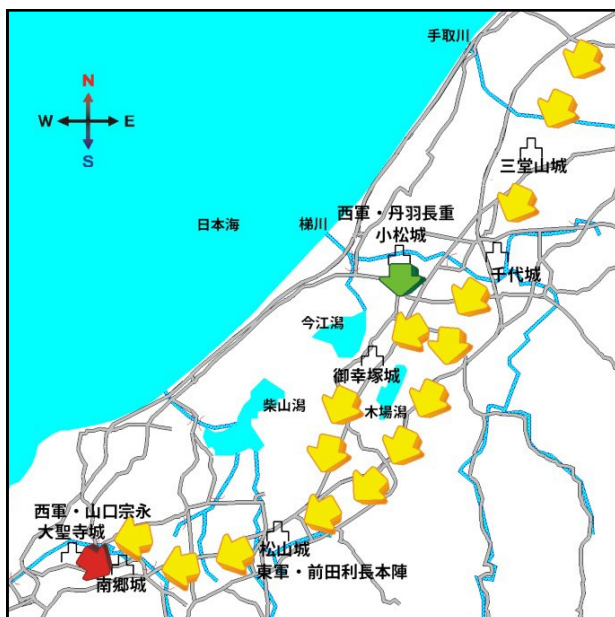 手取川
N
W
E
S
三堂山城
西軍・丹羽長重
小松城
日本海
梯川
千代城
今江潟
御幸塚城
柴山潟
木場潟
西軍・山口宗永
大聖寺城
松山城
東軍・前田利長本陣
南郷城